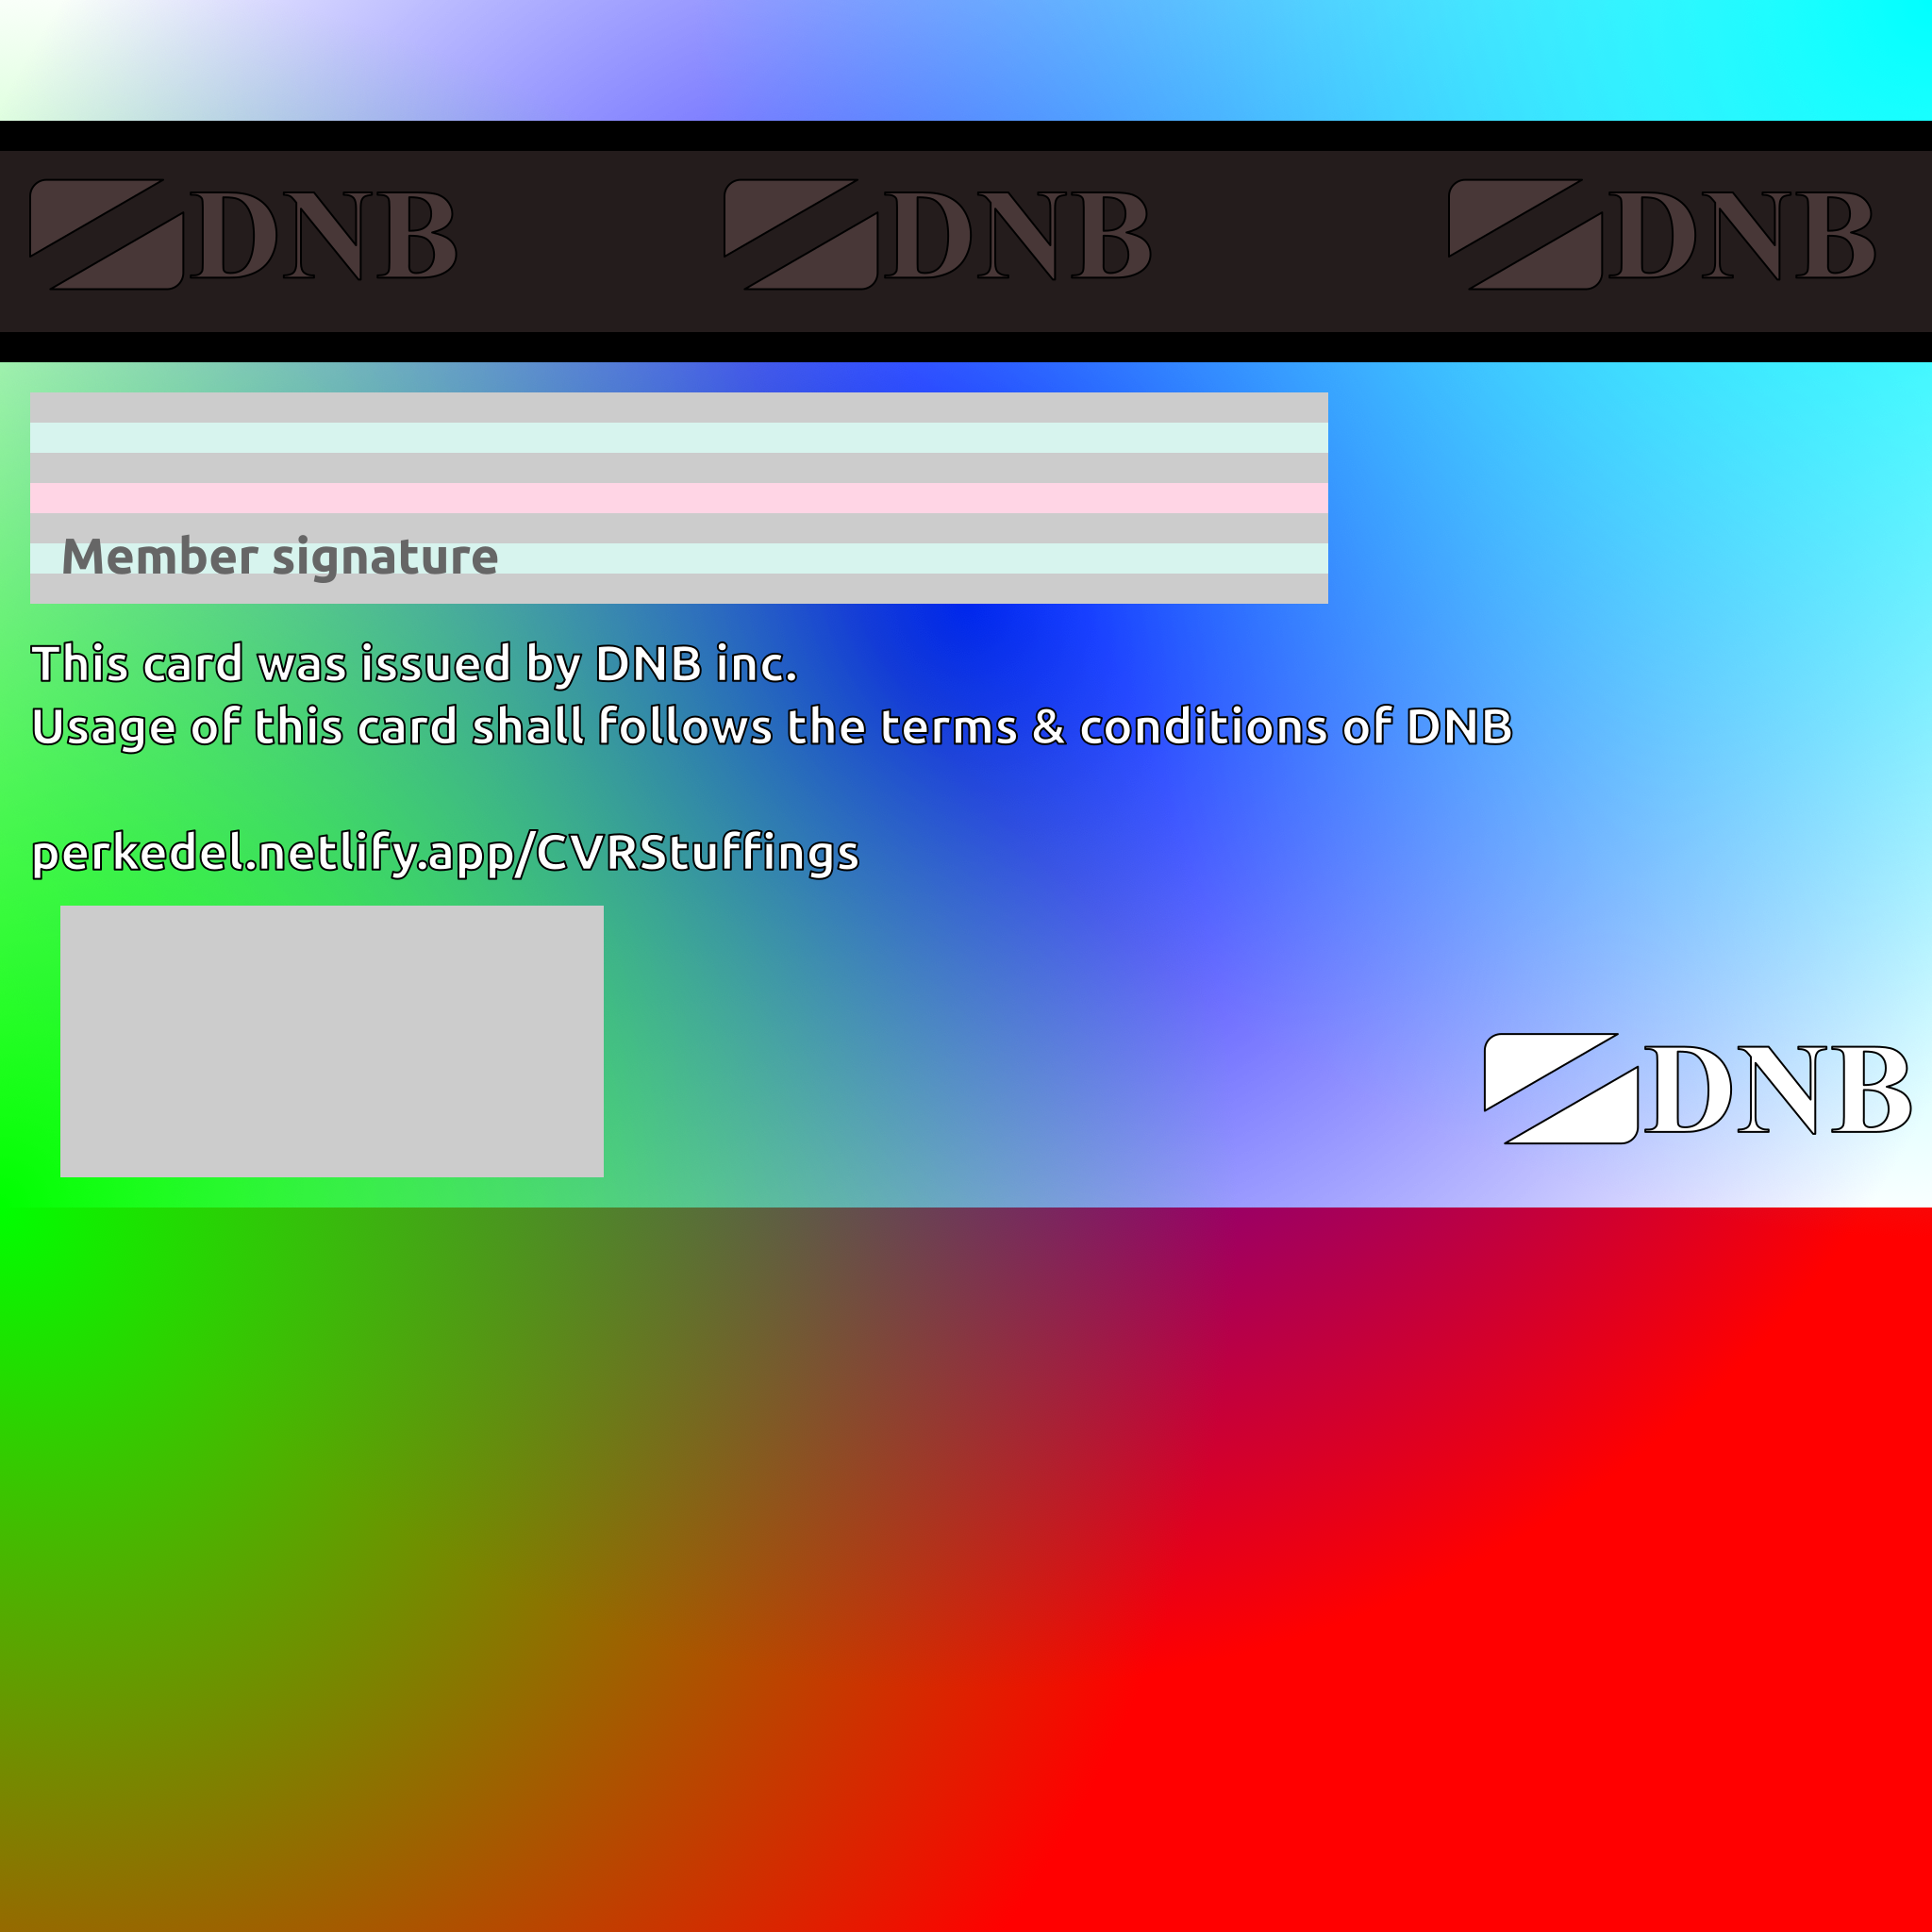 DNB DNB DNB
Member signature
This card was issued by DNB inc.
Usage of this card shall follows the terms & conditions of DNB
perkedel.netlify.app/CVRStuffings
DNB